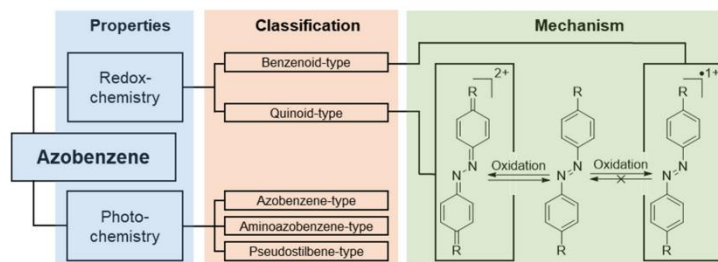 Properties
Classification
Mechanism
Azobenzene
Redox-
chemistry
Photo-
chemistry
Benzenoid-type
Quinoid-type
Azobenzene-type
Aminoazobenzene-type
Pseudostilbene-type
2+
R
N
N
R
Oxidation
R
N
N
R
Oxidation
•1+
R
N
N
R